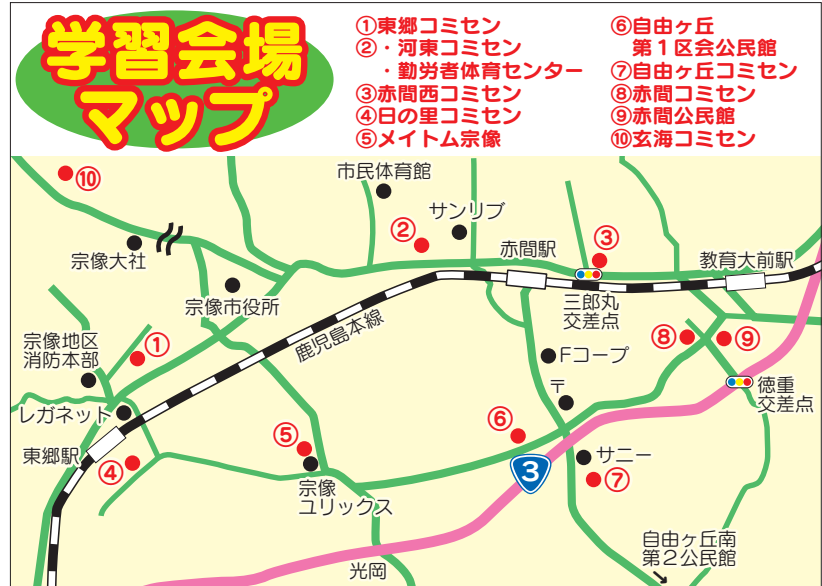 学習会場
マップ
①東郷コミセン
②・河東コミセン
・勤労者体育センター
③赤間西コミセン
④日の里コミセン
⑤メイトム宗像
⑥自由ヶ丘
第1区会公民館
⑦自由ヶ丘コミセン
⑧赤間コミセン
⑨赤間公民館
⑩玄海コミセン
⑩
市民体育館
サンリブ
②
③
赤間駅
教育大前駅
宗像大社
宗像市役所
三郎丸
交差点
鹿児島本線
宗像地区
消防本部
①
Fコープ
⑧
⑨
〒
徳重
交差点
レガネット
東郷駅
④
⑤
⑥
宗像
ユリックス
3
サニー
⑦
自由ヶ丘南
第2公民館
光岡